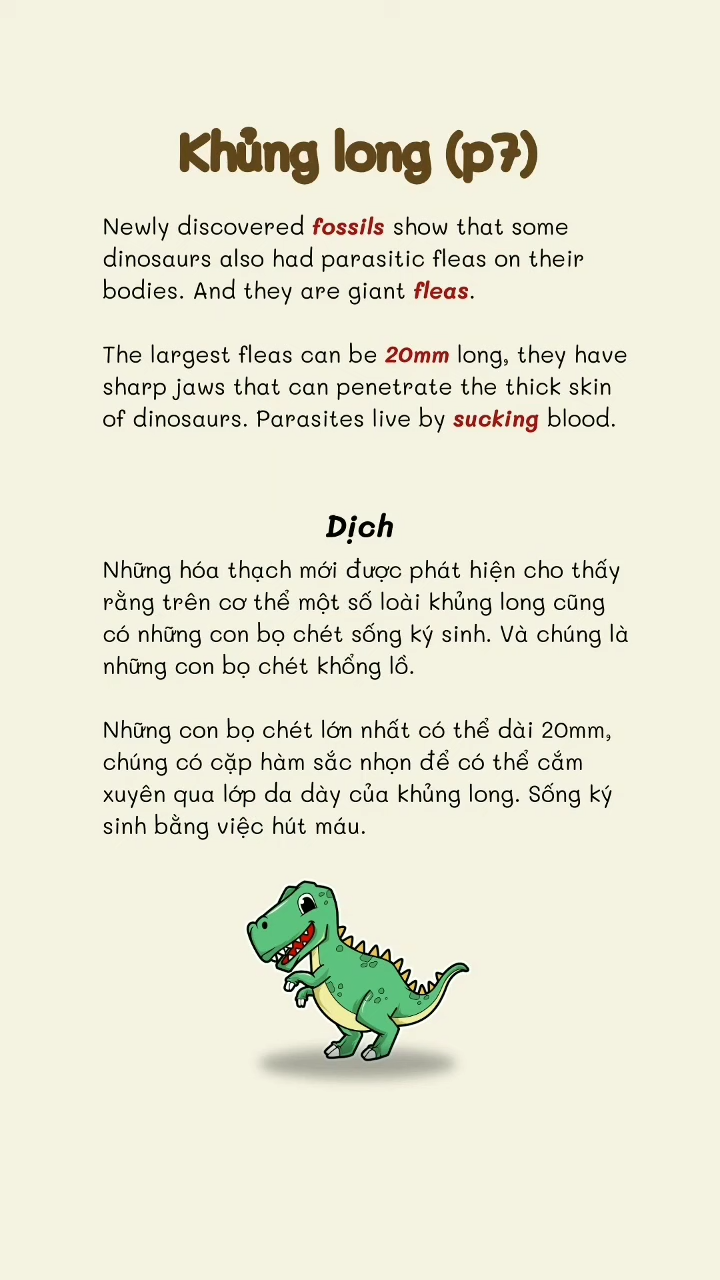 Khủng long (p7)
Newly discovered fossils show that some
dinosaurs also had parasitic fleas on their
bodies. And they are giant fleas.
The largest fleas can be 20mm long, they have
sharp jaws that can penetrate the thick skin
of dinosaurs. Parasites live by sucking blood.
Dịch
Những hóa thạch mới được phát hiện cho thấy
rằng trên cơ thể một số loài khủng long cũng
có những con bọ chét sống ký sinh. Và chúng là
những con bọ chét khổng lồ.
Những con bọ chét lớn nhất có thể dài 20mm,
chúng có cặp hàm sắc nhọn để có thể cắm
xuyên qua lớp da dày của khủng long. Sống ký
sinh bằng việc hút máu.